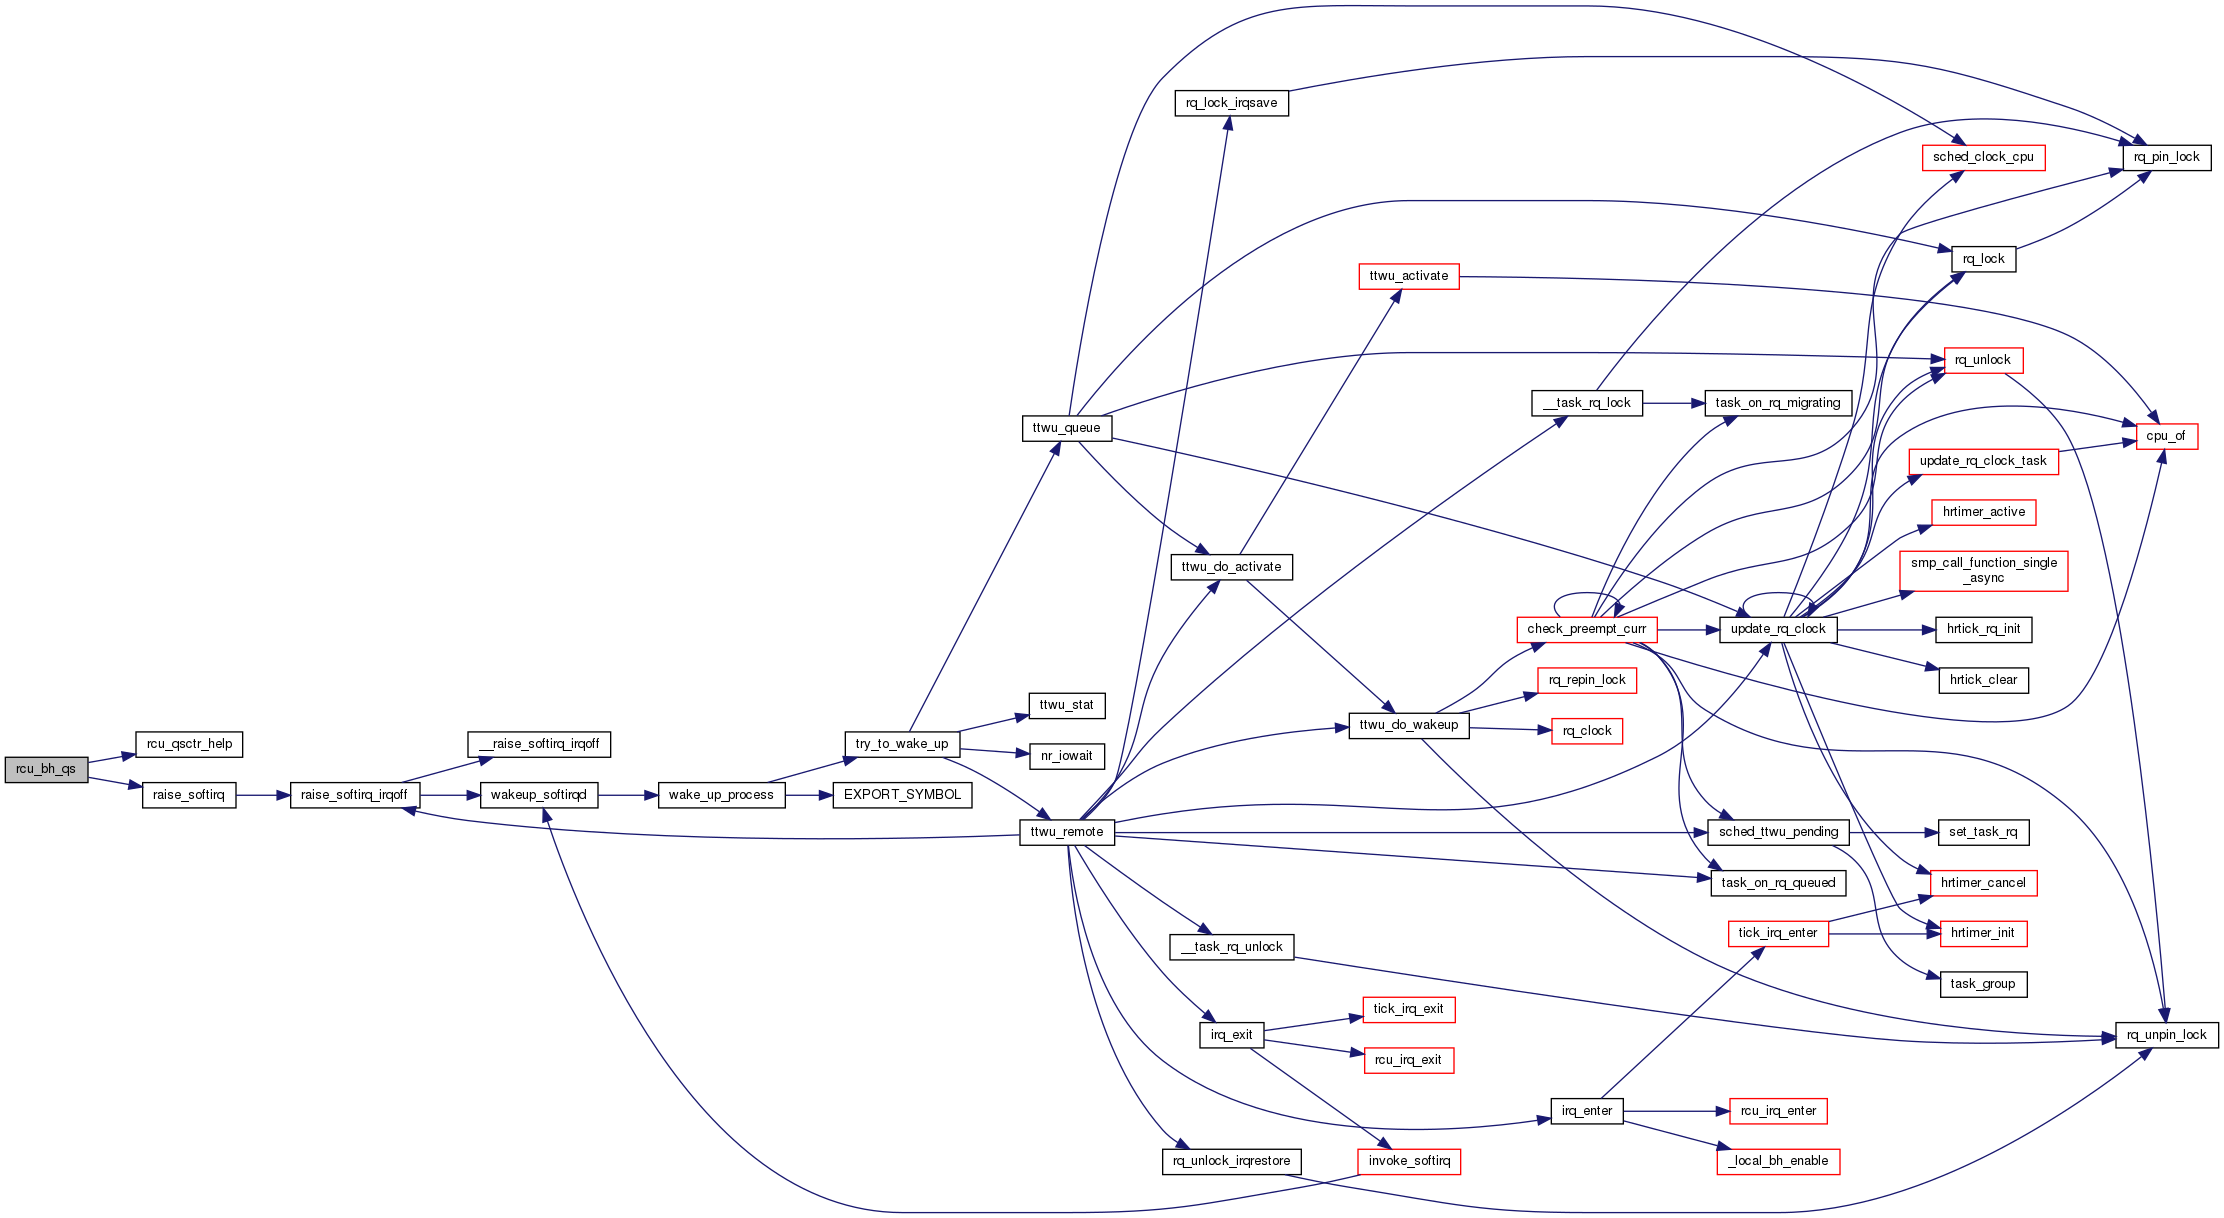 rcu_bh_qs
rcu_qsctr_help
raise_softirq
raise_softirq_irqoff
__raise_softirq_irqoff
wakeup_softirqd
wake_up_process
try_to_wake_up
EXPORT_SYMBOL
ttwu_queue
ttwu_stat
nr_iowait
ttwu_remote
rq_lock_irqsave
ttwu_do_activate
__task_rq_unlock
irq_exit
rq_unlock_irqrestore
ttwu_activate
ttwu_do_wakeup
tick_irq_exit
rcu_irq_exit
invoke_softirq
__task_rq_lock
check_preempt_curr
rq_repin_lock
rq_clock
irq_enter
task_on_rq_migrating
update_rq_clock
sched_ttwu_pending
task_on_rq_queued
tick_irq_enter
rcu_irq_enter
_local_bh_enable
sched_clock_cpu
rq_lock
rq_unlock
update_rq_clock_task
hrtimer_active
smp_call_function_single
_async
hrtick_rq_init
hrtick_clear
set_task_rq
hrtimer_cancel
hrtimer_init
task_group
rq_pin_lock
cpu_of
rq_unpin_lock